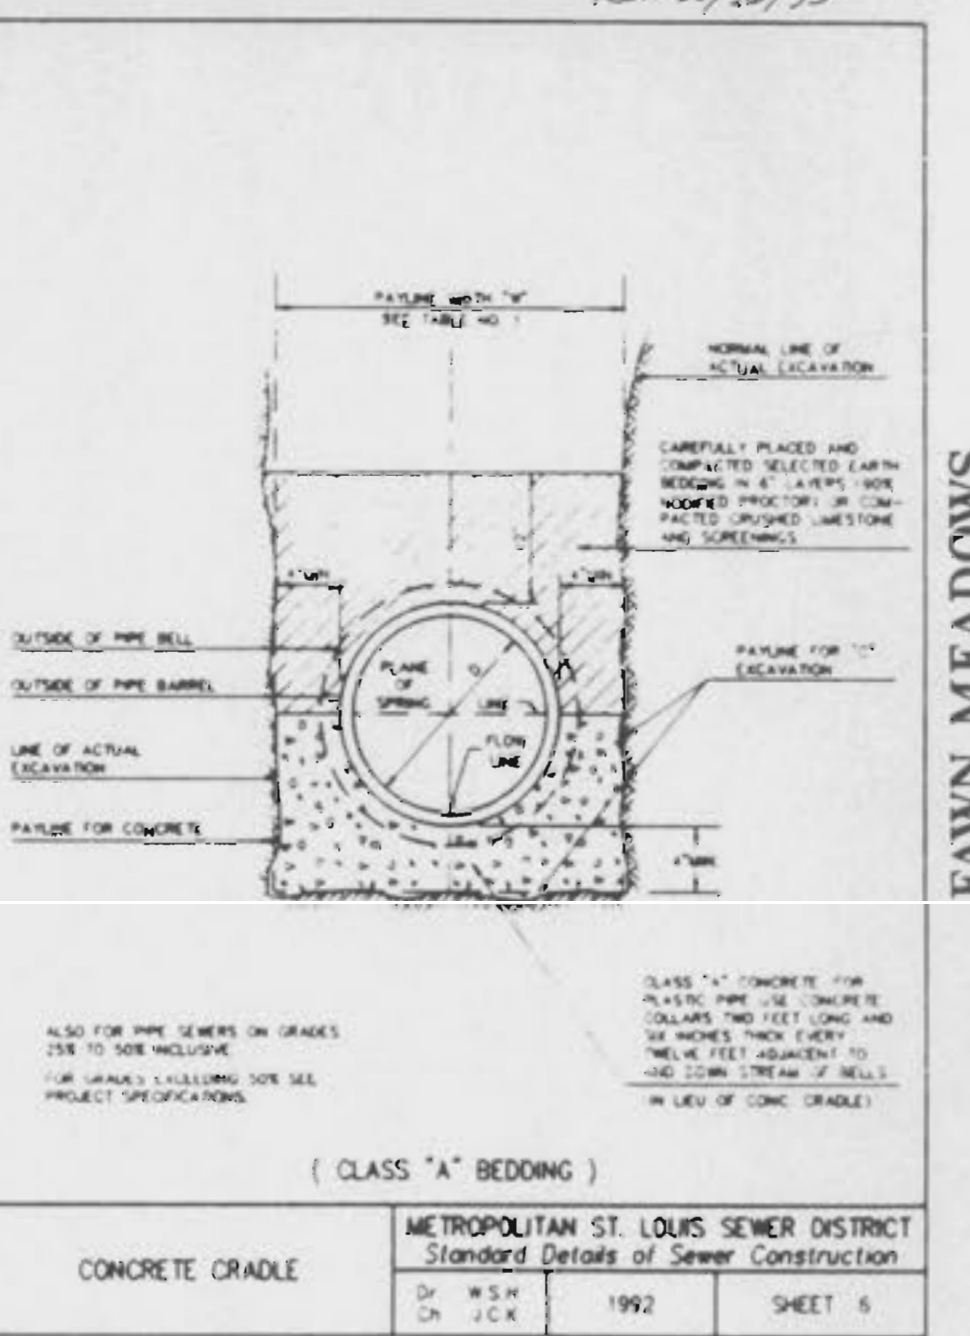 PAYLINE WIDTH "W"
SEE TABLE NO. 1
NORMAL LINE OF
ACTUAL EXCAVATION
CAREFULLY PLACED AND
COMPACTED SELECTED EARTH
BEDDING IN 6" LAYERS (90%
MODIFIED PROCTOR) OR COM-
PACTED CRUSHED LIMESTONE
AND SCREENINGS
4" MIN
4" MIN
OUTSIDE OF PIPE BELL
OUTSIDE OF PIPE BARREL
LINE OF ACTUAL
EXCAVATION
PAYLINE FOR CONCRETE
PLANE
OF
SPRING LINE
D
FLOW
LINE
PAYLINE FOR "C"
EXCAVATION
4" MIN
FAWN MEADOWS
CLASS "A" CONCRETE FOR
PLASTIC PIPE USE CONCRETE
COLLARS TWO FEET LONG AND
SIX INCHES THICK EVERY
TWELVE FEET ADJACENT TO
AND DOWN STREAM OF BELLS
(IN LIEU OF CONC. CRADLE)
ALSO FOR PIPE SEWERS ON GRADES
25% TO 50% INCLUSIVE
FOR GRADES EXCEEDING 50% SEE
PROJECT SPECIFICATIONS.
( CLASS "A" BEDDING )
CONCRETE CRADLE
METROPOLITAN ST. LOUIS SEWER DISTRICT
Standard Details of Sewer Construction
Dr W S H
Ch J C K
1992
SHEET 6